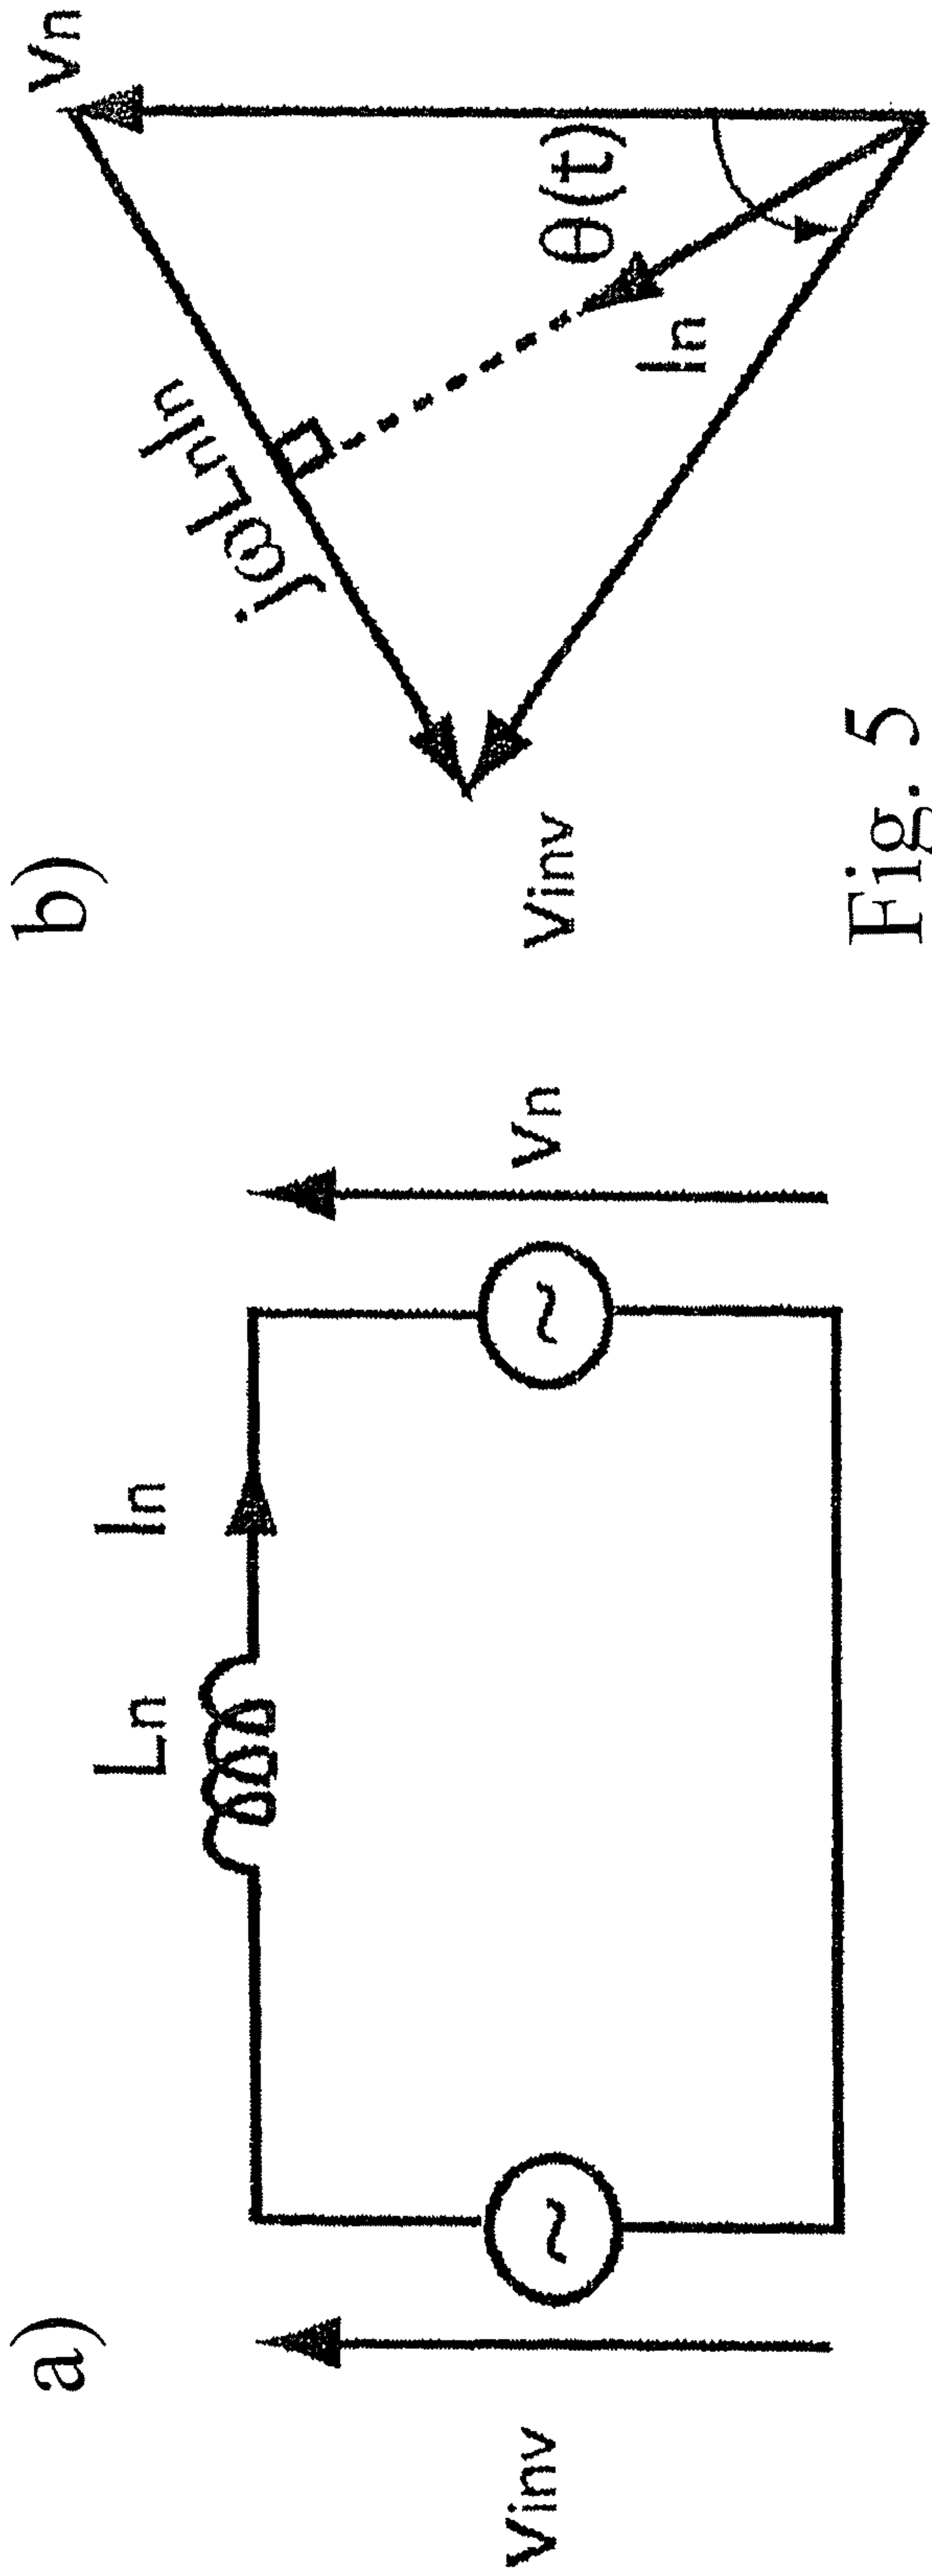 a)
Vinv
Ln
In
~
~
Vn
b)
Vinv
jωLnIn
In
θ(t)
Vn
Fig. 5